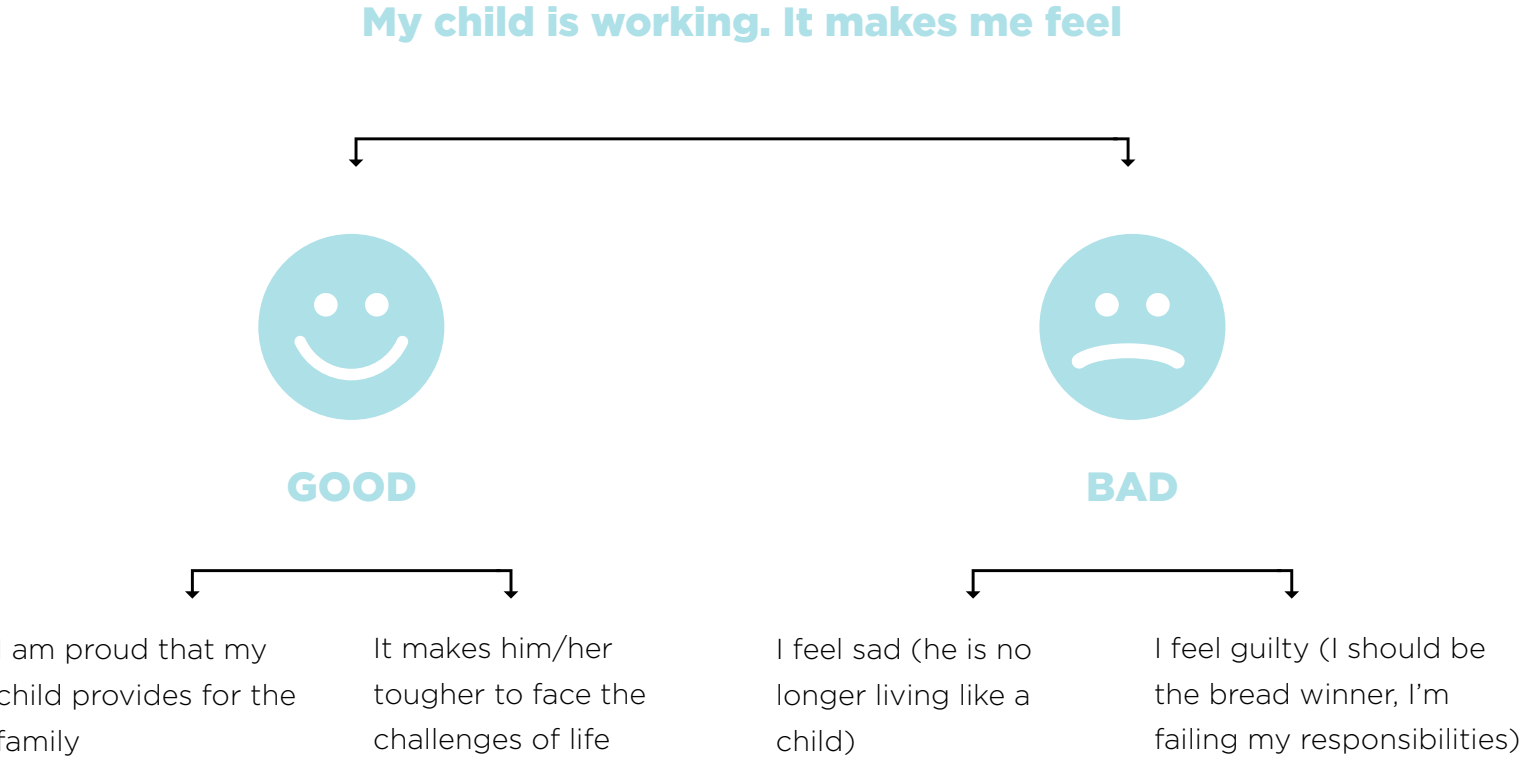 My child is working. It makes me feel
GOOD
BAD
I am proud that my
child provides for the
family
It makes him/her
tougher to face the
challenges of life
I feel sad (he is no
longer living like a
child)
I feel guilty (I should be
the bread winner, I’m
failing my responsibilities)